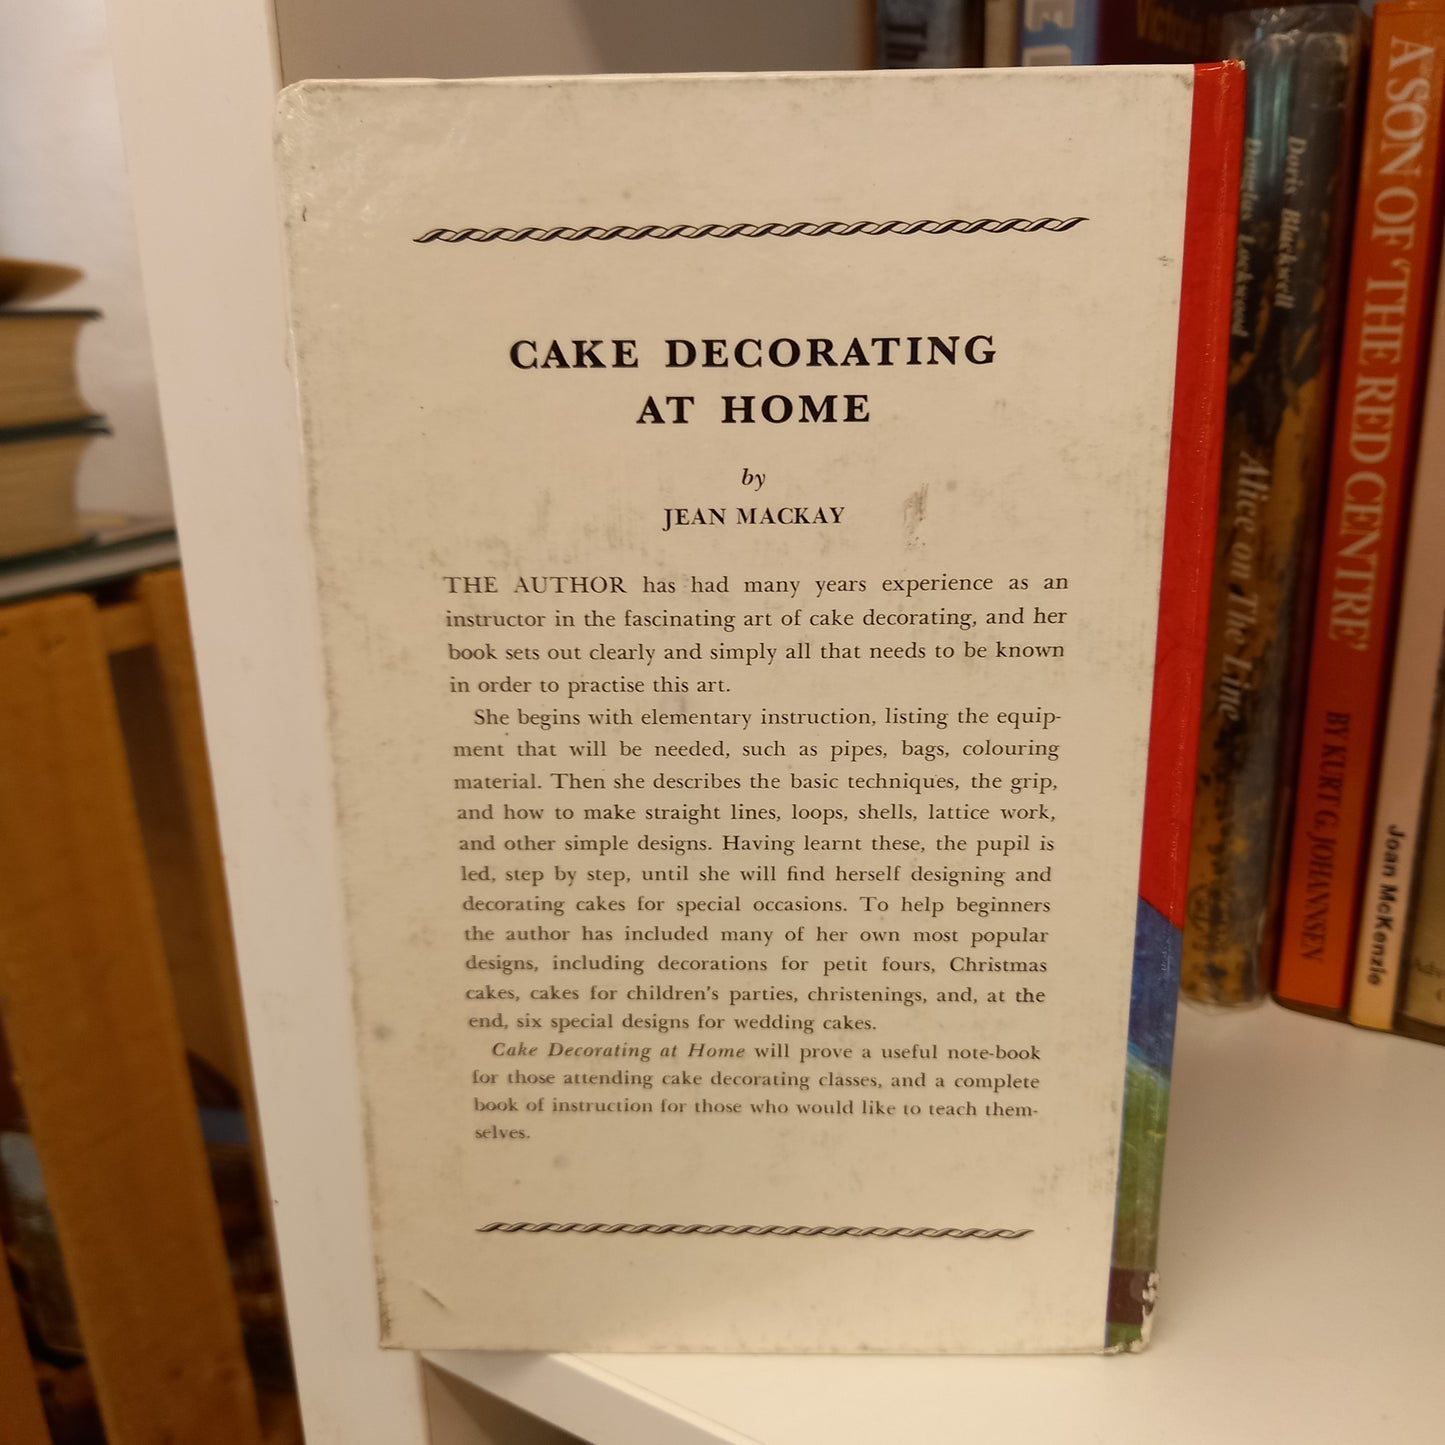 CAKE DECORATING
AT HOME
by
JEAN MACKAY
THE AUTHOR has had many years experience as an
instructor in the fascinating art of cake decorating, and her
book sets out clearly and simply all that needs to be known
in order to practise this art.
She begins with elementary instruction, listing the equip-
ment that will be needed, such as pipes, bags, colouring
material. Then she describes the basic techniques, the grip,
and how to make straight lines, loops, shells, lattice work,
and other simple designs. Having learnt these, the pupil is
led, step by step, until she will find herself designing and
decorating cakes for special occasions. To help beginners
the author has included many of her own most popular
designs, including decorations for petit fours, Christmas
cakes, cakes for children's parties, christenings, and, at the
end, six special designs for wedding cakes.
Cake Decorating at Home will prove a useful note-book
for those attending cake decorating classes, and a complete
book of instruction for those who would like to teach them-
selves.
Doris Blackwell
Douglas Lockwood
Alice on The Line
A SON OF 'THE RED CENTRE'
BY KURT G. JOHANNSEN
Joan McKenzie